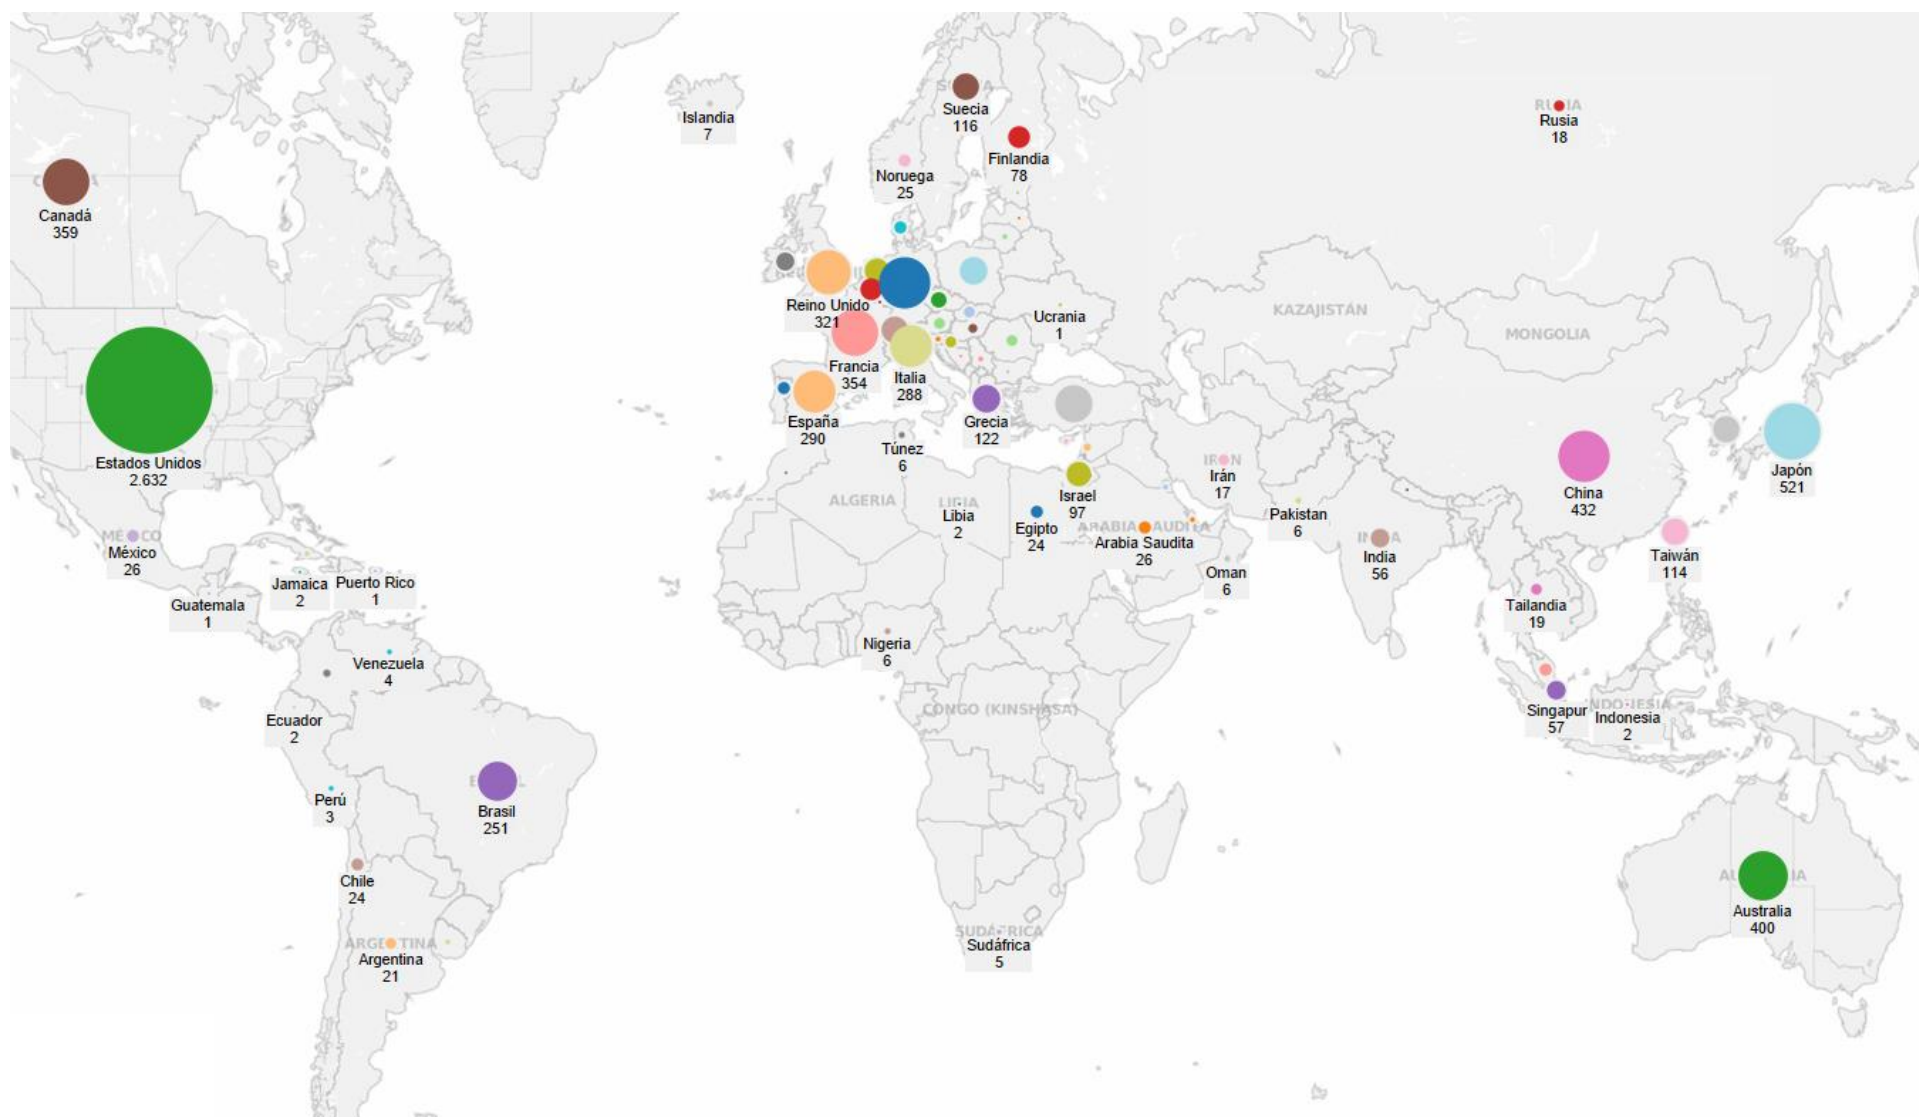 Islandia
7
Suecia
116
Finlandia
78
Noruega
25
Rusia
18
Canadá
359
Reino Unido
321
Ucrania
1
KAZAJISTÁN
MONGOLIA
Francia
354
Italia
288
España
290
Grecia
122
Túnez
6
Estados Unidos
2.632
Israel
97
Irán
17
China
432
Japón
521
ARGELIA
LIBIA
Libia
2
Egipto
24
ARABIA SAUDITA
Arabia Saudita
26
Pakistan
6
India
56
Taiwán
114
México
26
Jamaica
2
Puerto Rico
1
Guatemala
1
Oman
6
Tailandia
19
Nigeria
6
Venezuela
4
Ecuador
2
CONGO (KINSHASA)
Singapur
57
INDONESIA
Indonesia
2
Perú
3
Brasil
251
Chile
24
Australia
400
ARGENTINA
Argentina
21
SUDÁFRICA
Sudáfrica
5